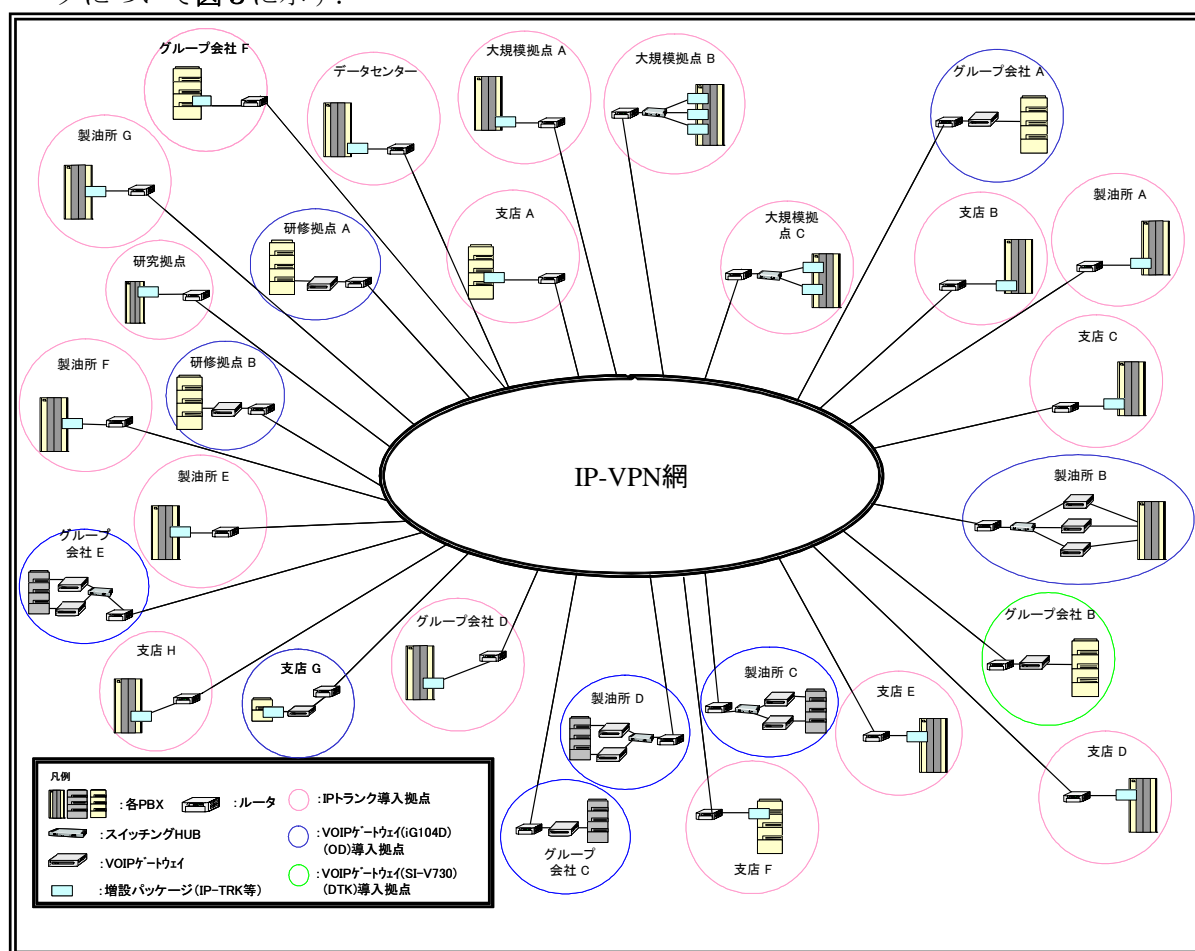 グループ会社 F
データセンター
大規模拠点 A
大規模拠点 B
グループ会社 A
製油所 G
研修拠点 A
支店 A
大規模拠
点 C
支店 B
製油所 A
研究拠点
製油所 F
研修拠点 B
支店 C
製油所 E
IP-VPN網
製油所 B
グループ
会社 E
グループ会社 B
支店 H
支店 G
グループ会社 D
製油所 D
製油所 C
支店 E
支店 D
グループ
会社 C
支店 F
凡例
:各PBX
:ルータ
:IPトランク導入拠点
:スイッチングHUB
:VOIPゲートウェイ(iG104D)
(OD)導入拠点
:VOIPゲートウェイ
:VOIPゲートウェイ(SI-V730)
(DTK)導入拠点
:増設パッケージ(IP-TRK等)